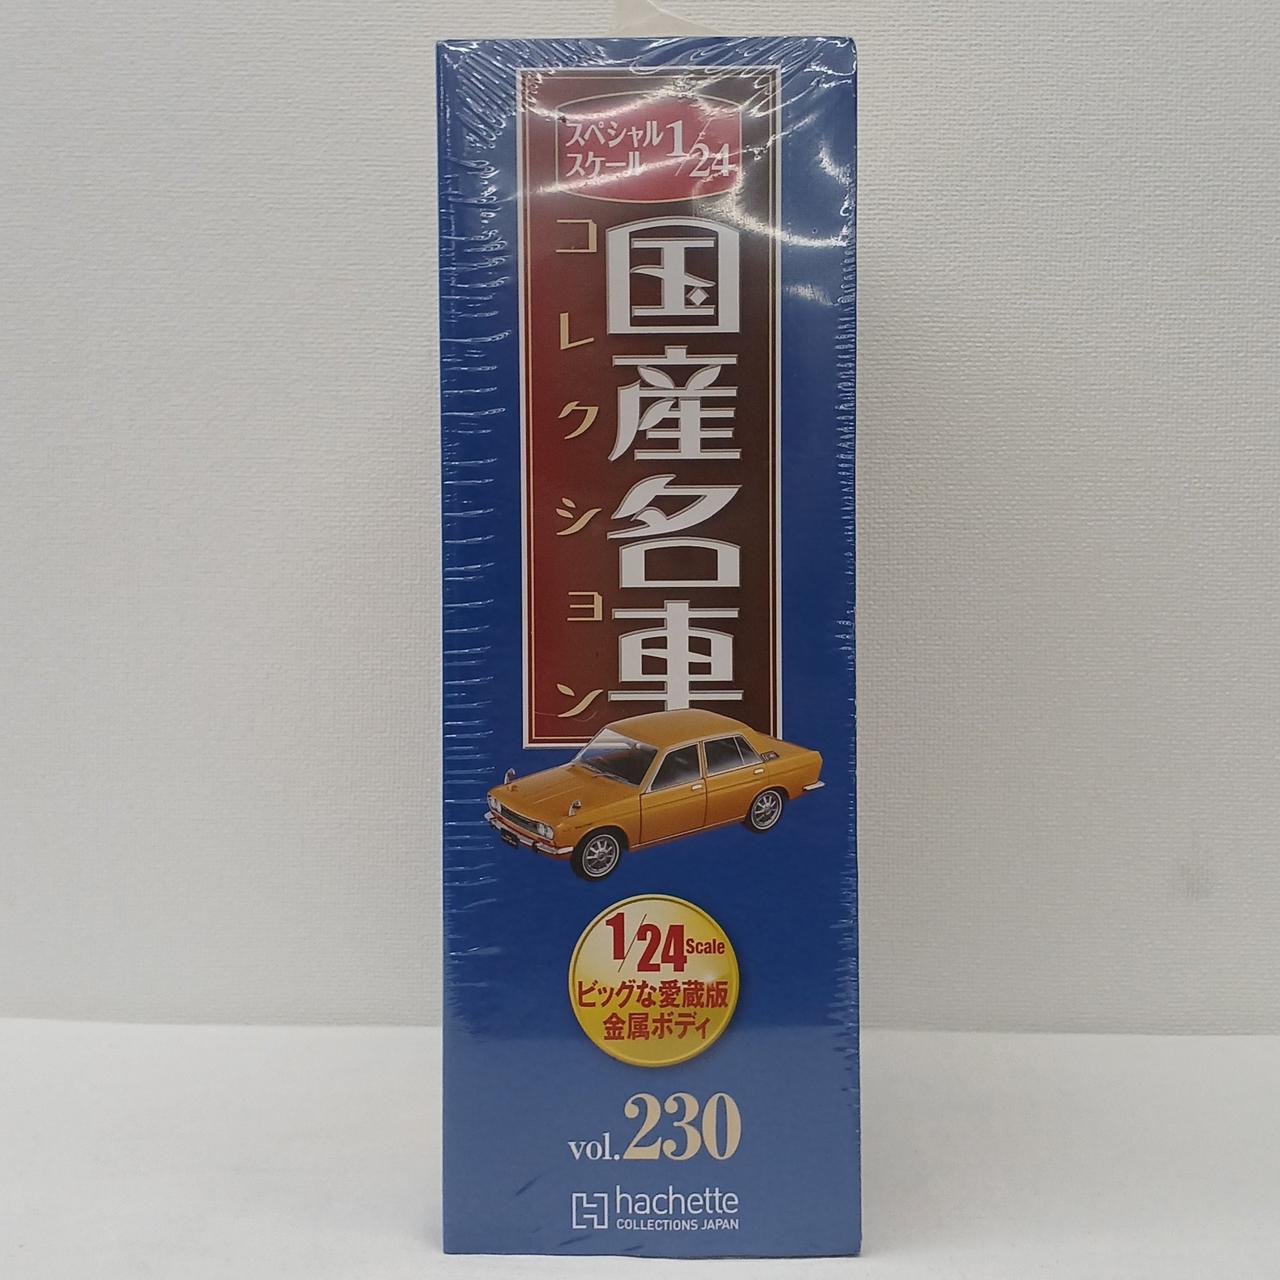 スペシャル
スケール 1/24
国産名車
コレクション
1/24 Scale
ビッグな愛蔵版
金属ボディ
vol.230
hachette
COLLECTIONS JAPAN